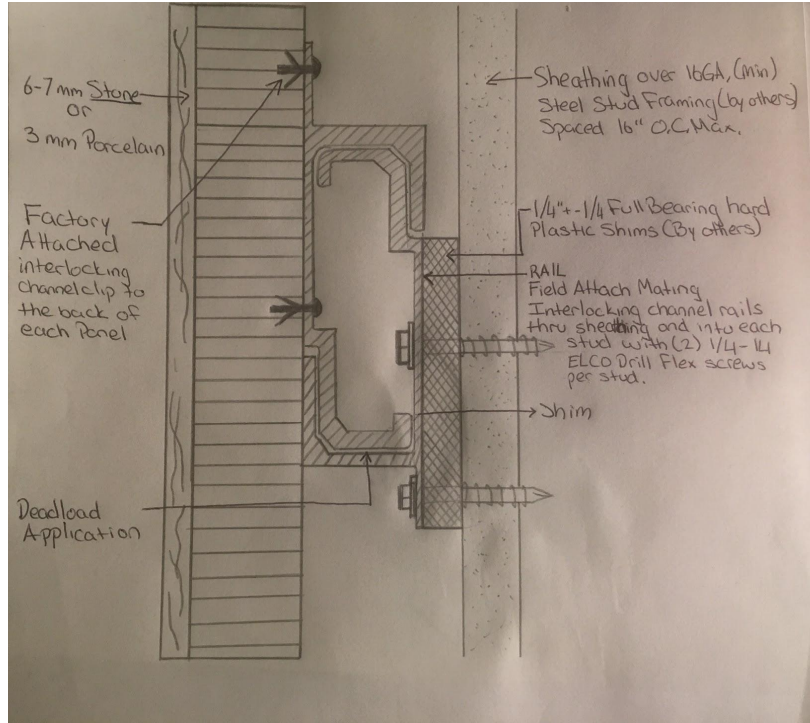 6-7mm Stone
or
3 mm Porcelain
Factory
Attached
interlocking
channel clip to
the back of
each Panel
Deadload
Application
Sheathing over 16GA, (min)
Steel Stud Framing (by others)
Spaced 16" O.C. Max.
1/4"+-1/4 Full Bearing hard
Plastic Shims (By others)
RAIL
Field Attach Mating
Interlocking channel rails
thru sheathing and into each
stud with (2) 1/4-14
ELCO Drill Flex screws
per stud.
Shim